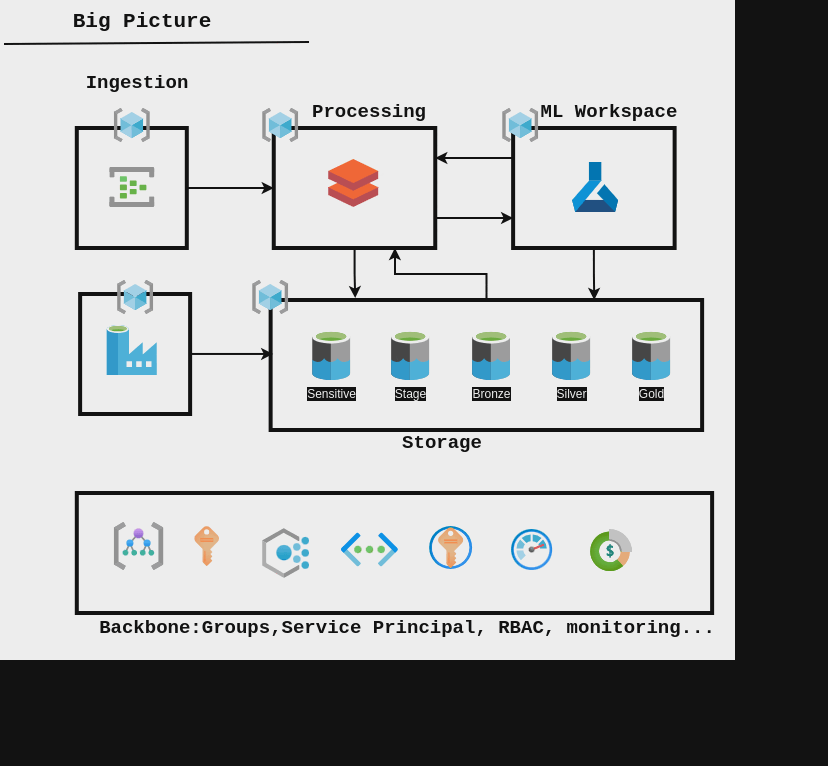 Big Picture
Ingestion
Processing
ML Workspace
Sensitive
Stage
Bronze
Silver
Gold
Storage
$
Backbone:Groups,Service Principal, RBAC, monitoring...